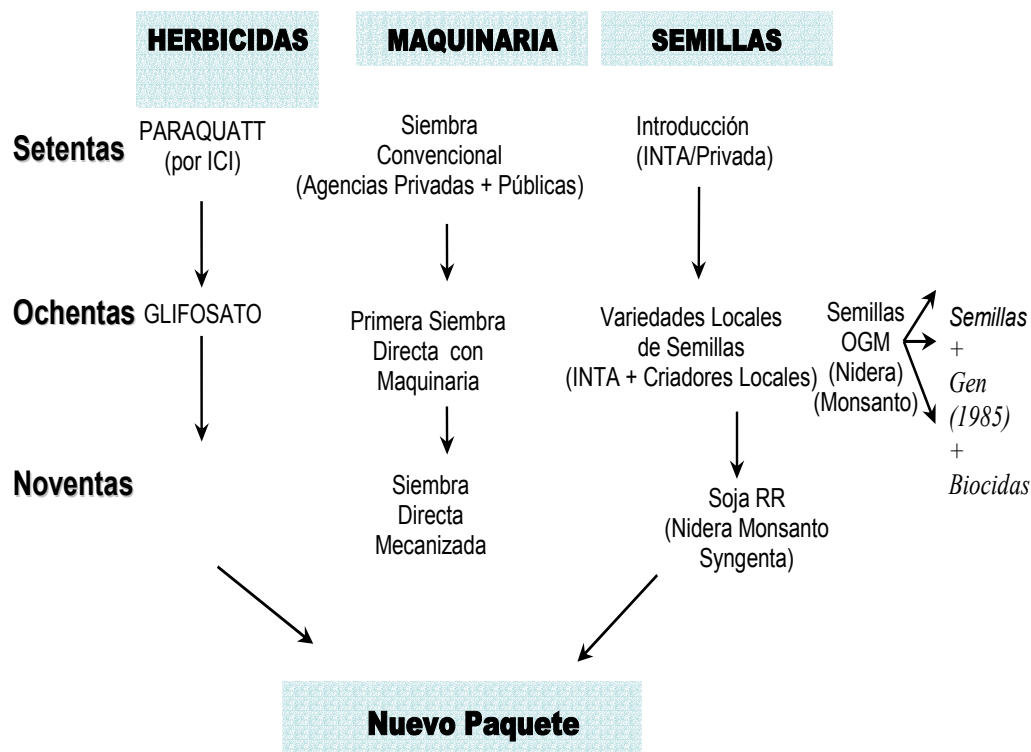 HERBICIDAS
MAQUINARIA
SEMILLAS
Setentas
PARAQUATT
(por ICI)
Siembra
Convencional
(Agencias Privadas + Públicas)
Introducción
(INTA/Privada)
Ochentas
GLIFOSATO
Primera Siembra
Directa con
Maquinaria
Variedades Locales
de Semillas
(INTA + Criadores Locales)
Semillas
OGM
(Nidera)
(Monsanto)
Semillas
+
Gen
(1985)
+
Biocidas
Noventas
Siembra
Directa
Mecanizada
Soja RR
(Nidera Monsanto
Syngenta)
Nuevo Paquete